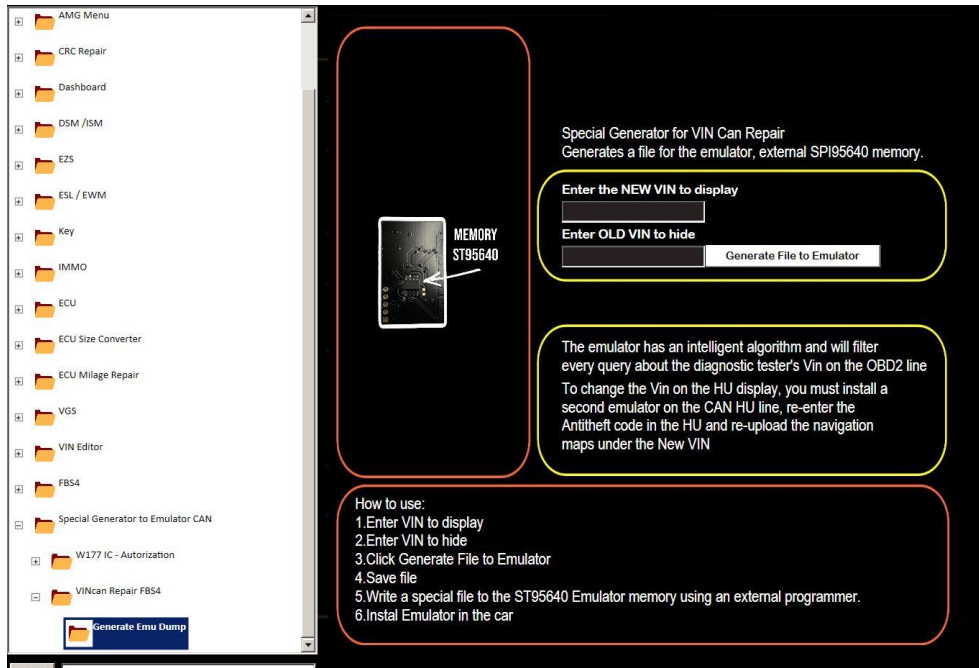 AMG Menu
CRC Repair
Dashboard
DSM /ISM
EZS
ESL / EWM
Key
IMMO
ECU
ECU Size Converter
ECU Milage Repair
VGS
VIN Editor
FBS4
Special Generator to Emulator CAN
W177 IC - Autorization
VINcan Repair FBS4
Generate Emu Dump
MEMORY
ST95640
Special Generator for VIN Can Repair
Generates a file for the emulator, external SPI95640 memory.
Enter the NEW VIN to display
Enter OLD VIN to hide
Generate File to Emulator
The emulator has an intelligent algorithm and will filter
every query about the diagnostic tester's Vin on the OBD2 line
To change the Vin on the HU display, you must install a
second emulator on the CAN HU line, re-enter the
Antitheft code in the HU and re-upload the navigation
maps under the New VIN
How to use:
1.Enter VIN to display
2.Enter VIN to hide
3.Click Generate File to Emulator
4.Save file
5.Write a special file to the ST95640 Emulator memory using an external programmer.
6.Instal Emulator in the car